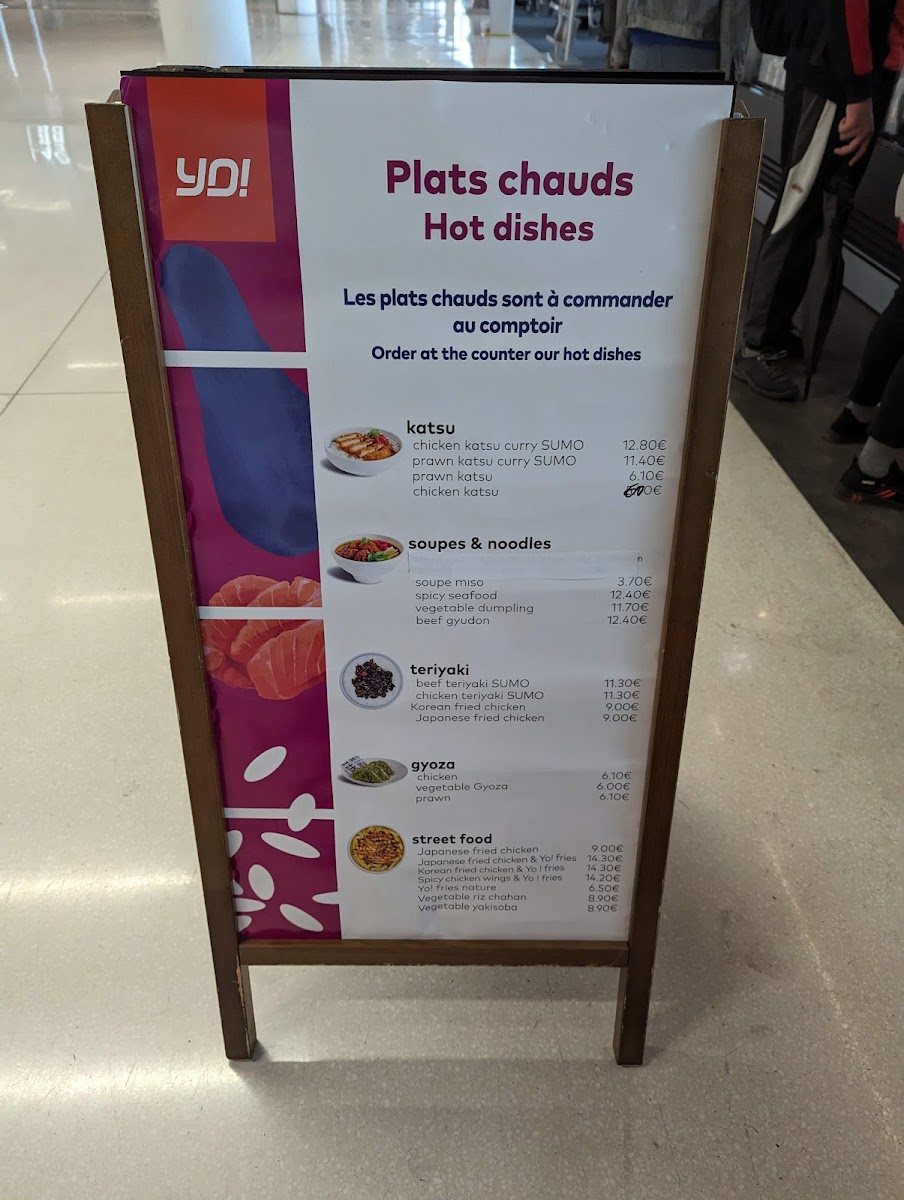 YO!
Plats chauds
Hot dishes
Les plats chauds sont à commander
au comptoir
Order at the counter our hot dishes
katsu
chicken katsu curry SUMO 12.80€
prawn katsu curry SUMO 11.40€
prawn katsu 6.10€
chicken katsu
soupes & noodles
soupe miso 3.70€
spicy seafood 12.40€
vegetable dumpling 11.70€
beef gyudon 12.40€
teriyaki
beef teriyaki SUMO 11.30€
chicken teriyaki SUMO 11.30€
Korean fried chicken 9.00€
Japanese fried chicken 9.00€
gyoza
chicken 6.10€
vegetable Gyoza 6.00€
prawn 6.10€
street food
Japanese fried chicken 9.00€
Japanese fried chicken & Yo! fries 14.30€
Korean fried chicken & Yo ! fries 14.30€
Spicy chicken wings & Yo ! fries 14.20€
Yo! fries nature 6.50€
Vegetable riz chahan 8.90€
Vegetable yakisoba 8.90€